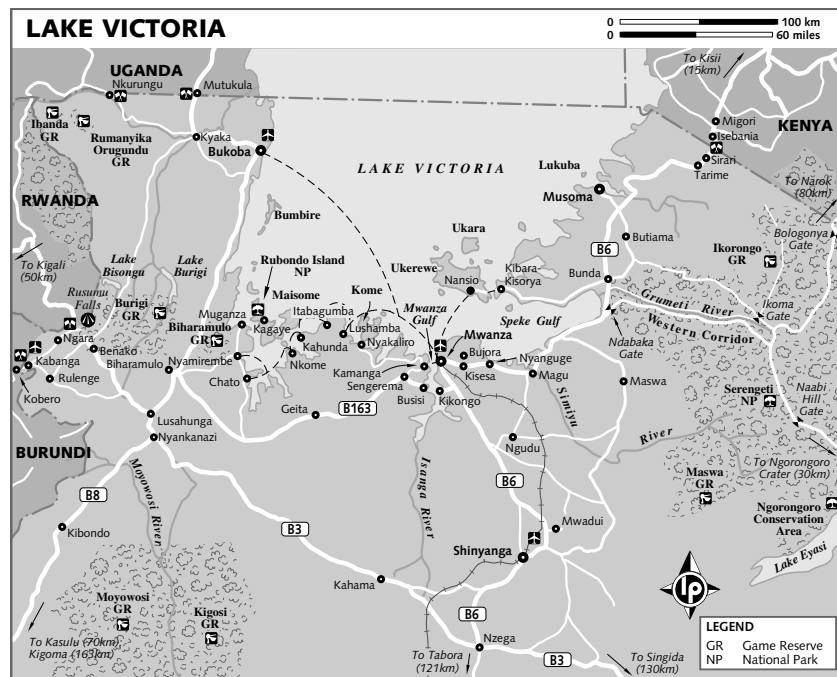 LAKE VICTORIA
0 100 km
0 60 miles
To Kisii
(15km)
UGANDA
Nkurungu
Mutukula
Ibanda
GR
Rumanyika
Orugundu
GR
Kyaka
Bukoba
Migori
Isebania
KENYA
Sirari
Tarime
LAKE VICTORIA
Lukuba
Musoma
To Narok
(80km)
RWANDA
Bumbire
Ukara
B6
Butiama
Bologonya
Gate
Ikorongo
GR
To Kigali
(50km)
Lake
Bisongu
Lake
Burigi
Rubondo Island
NP
Ukerewe
Kibara-
Kisorya
Nansio
Bunda
Rusumu
Falls
Burigi
GR
Maisome
Kome
Itabagumba
Mwanza
Gulf
Speke Gulf
Grumeti River
Ikoma
Gate
Muganza
Kagaye
Lushamba
Mwanza
Western Corridor
Biharamulo
GR
Ngara
Benako
Kahunda
Nyakaliro
Bujora
Nyanguge
Ndabaka
Gate
Kabanga
Biharamulo
Nyamirembe
Nkome
Kamanga
Kisesa
Magu
Maswa
Rulenge
Chato
Sengerema
Serengeti
NP
Naabi
Hill
Gate
Kobero
Busisi
Kikongo
Simiyu
Lusahunga
Geita
B163
Nyankanazi
Ngudu
River
BURUNDI
To Ngorongoro
Crater (30km)
Moyowosi River
Isanga River
Maswa
GR
B8
B6
Ngorongoro
Conservation
Area
Kibondo
B3
Mwadui
Shinyanga
Lake Eyasi
Kahama
Moyowosi
GR
Kigosi
GR
B6
lp
To Kasulu (70km)
Kigoma (163km)
Nzega
To Tabora
(121km)
B3
To Singida
(130km)
LEGEND
GR Game Reserve
NP National Park